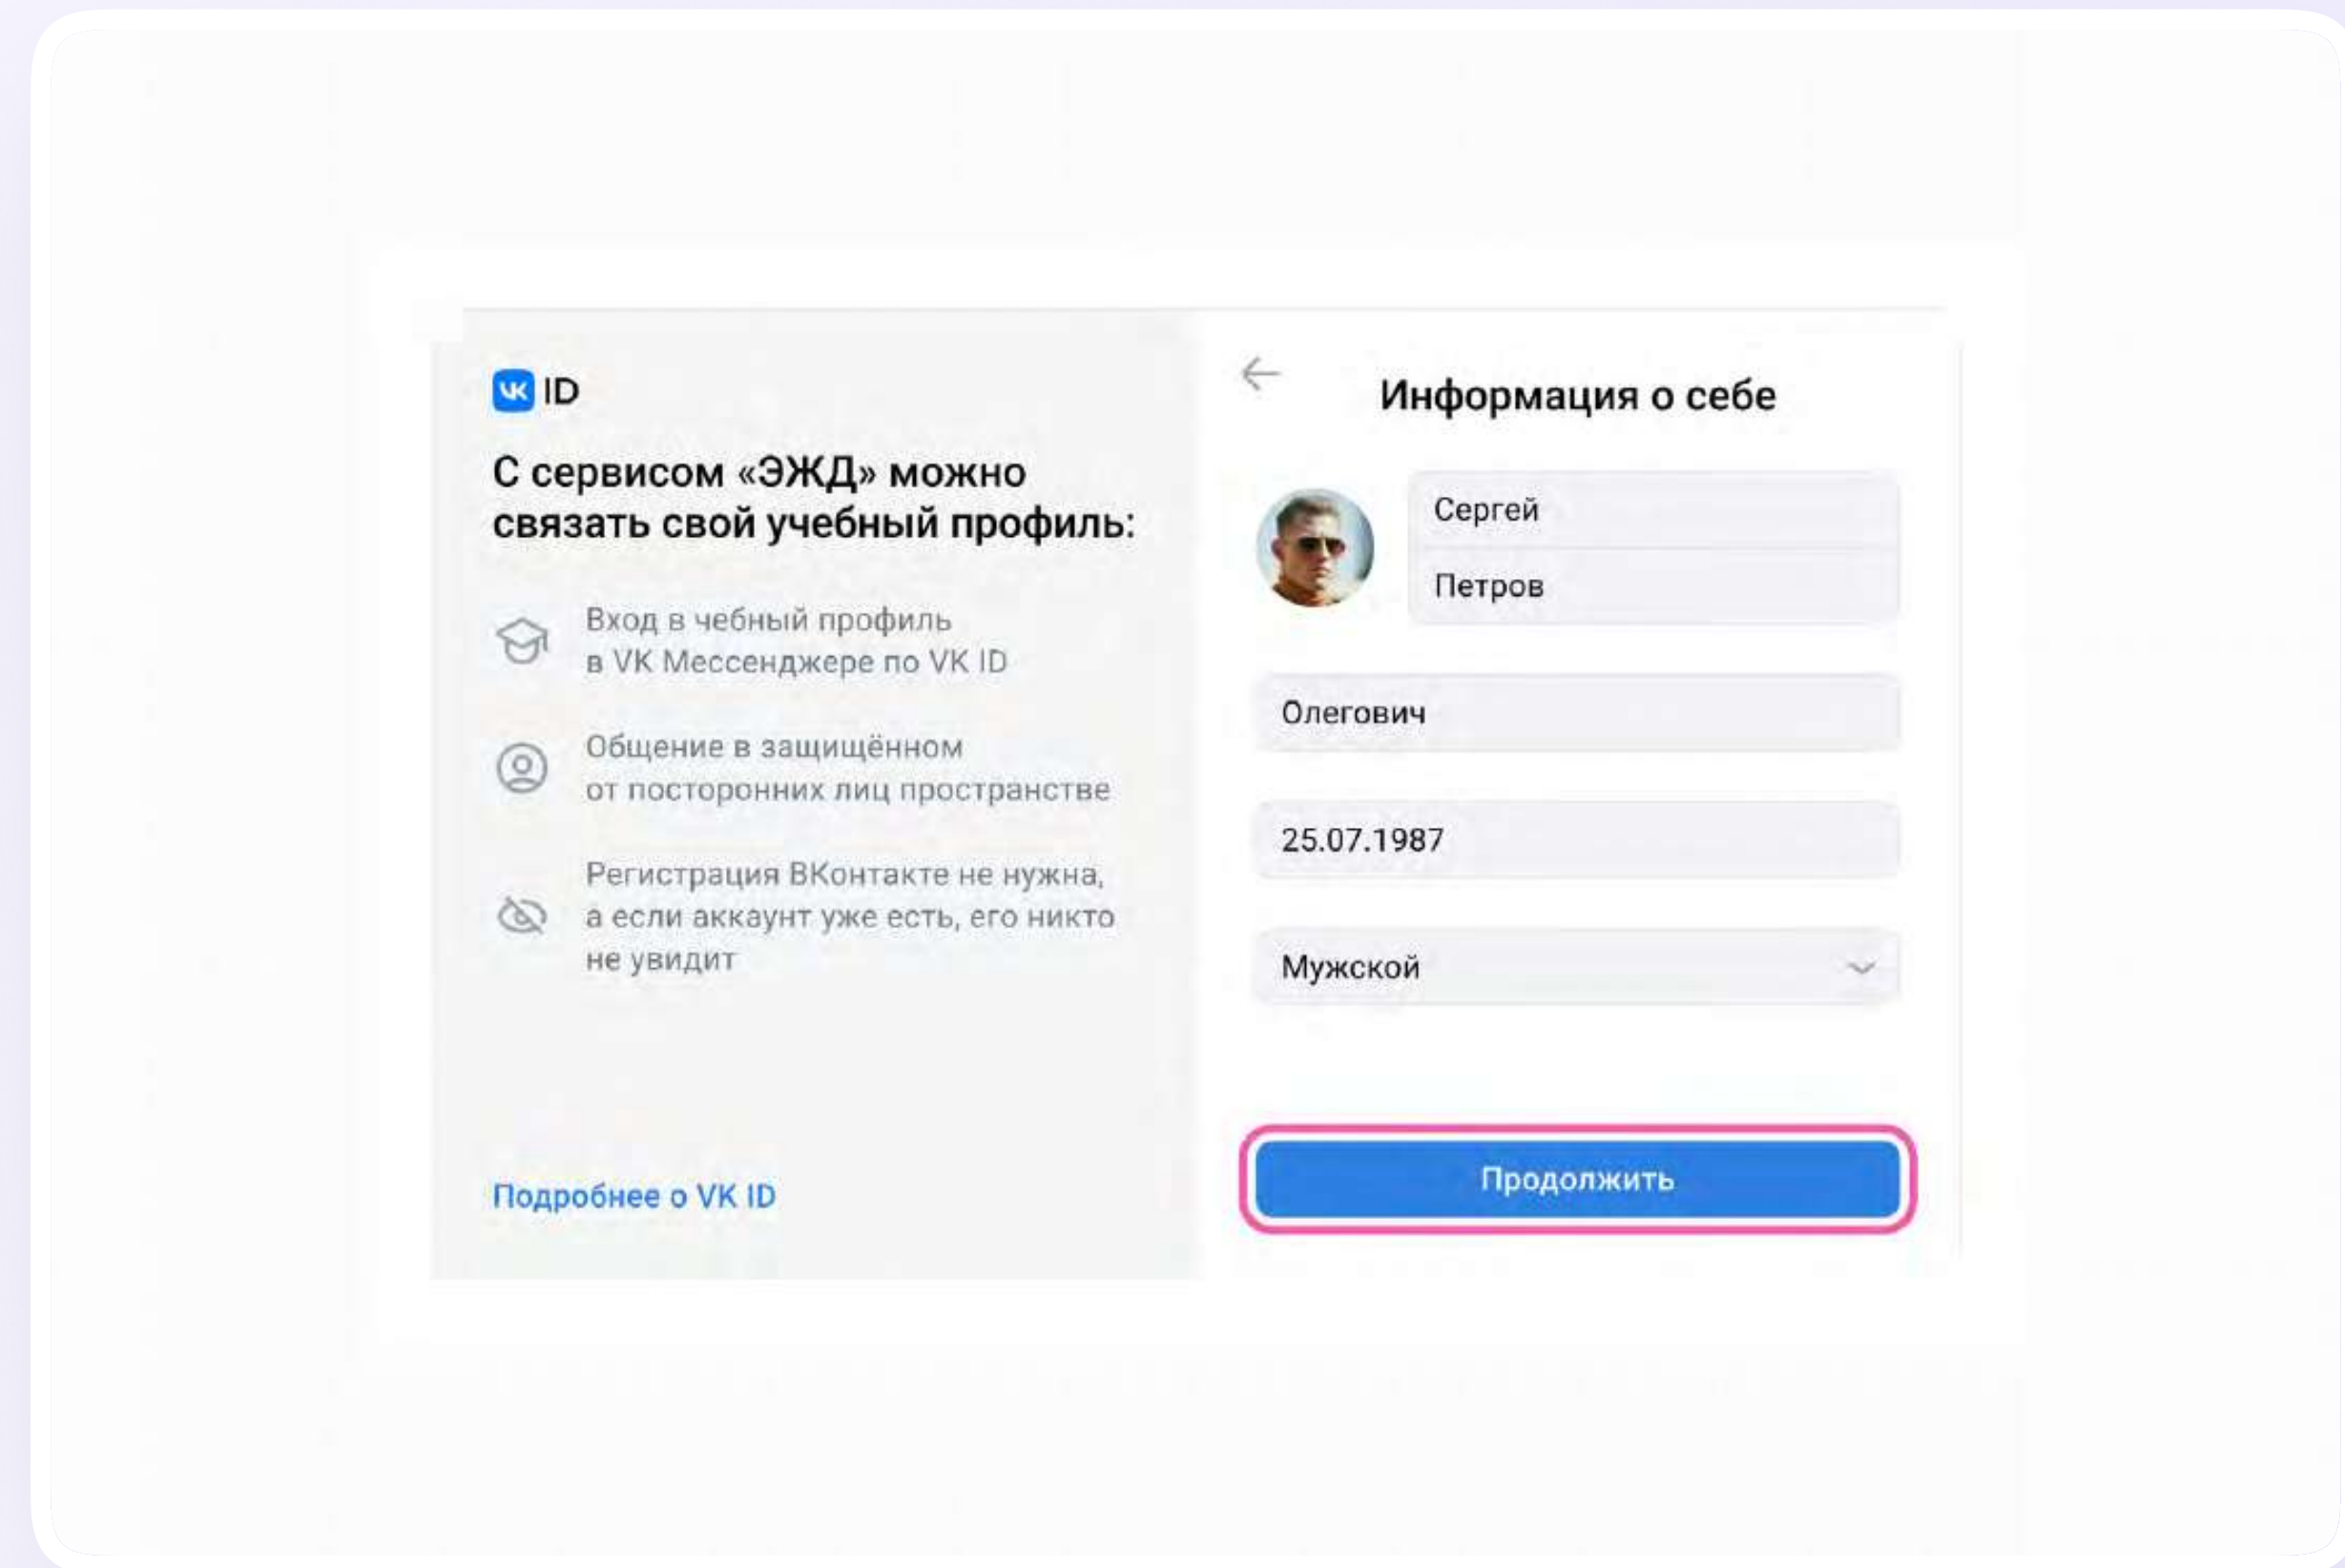 VK ID
С сервисом «ЭЖД» можно
связать свой учебный профиль:
Вход в чебный профиль
в VK Мессенджере по VK ID
Общение в защищённом
от посторонних лиц пространстве
Регистрация ВКонтакте не нужна,
а если аккаунт уже есть, его никто
не увидит
Подробнее о VK ID
Информация о себе
Сергей
Петров
Олегович
25.07.1987
Мужской
Продолжить